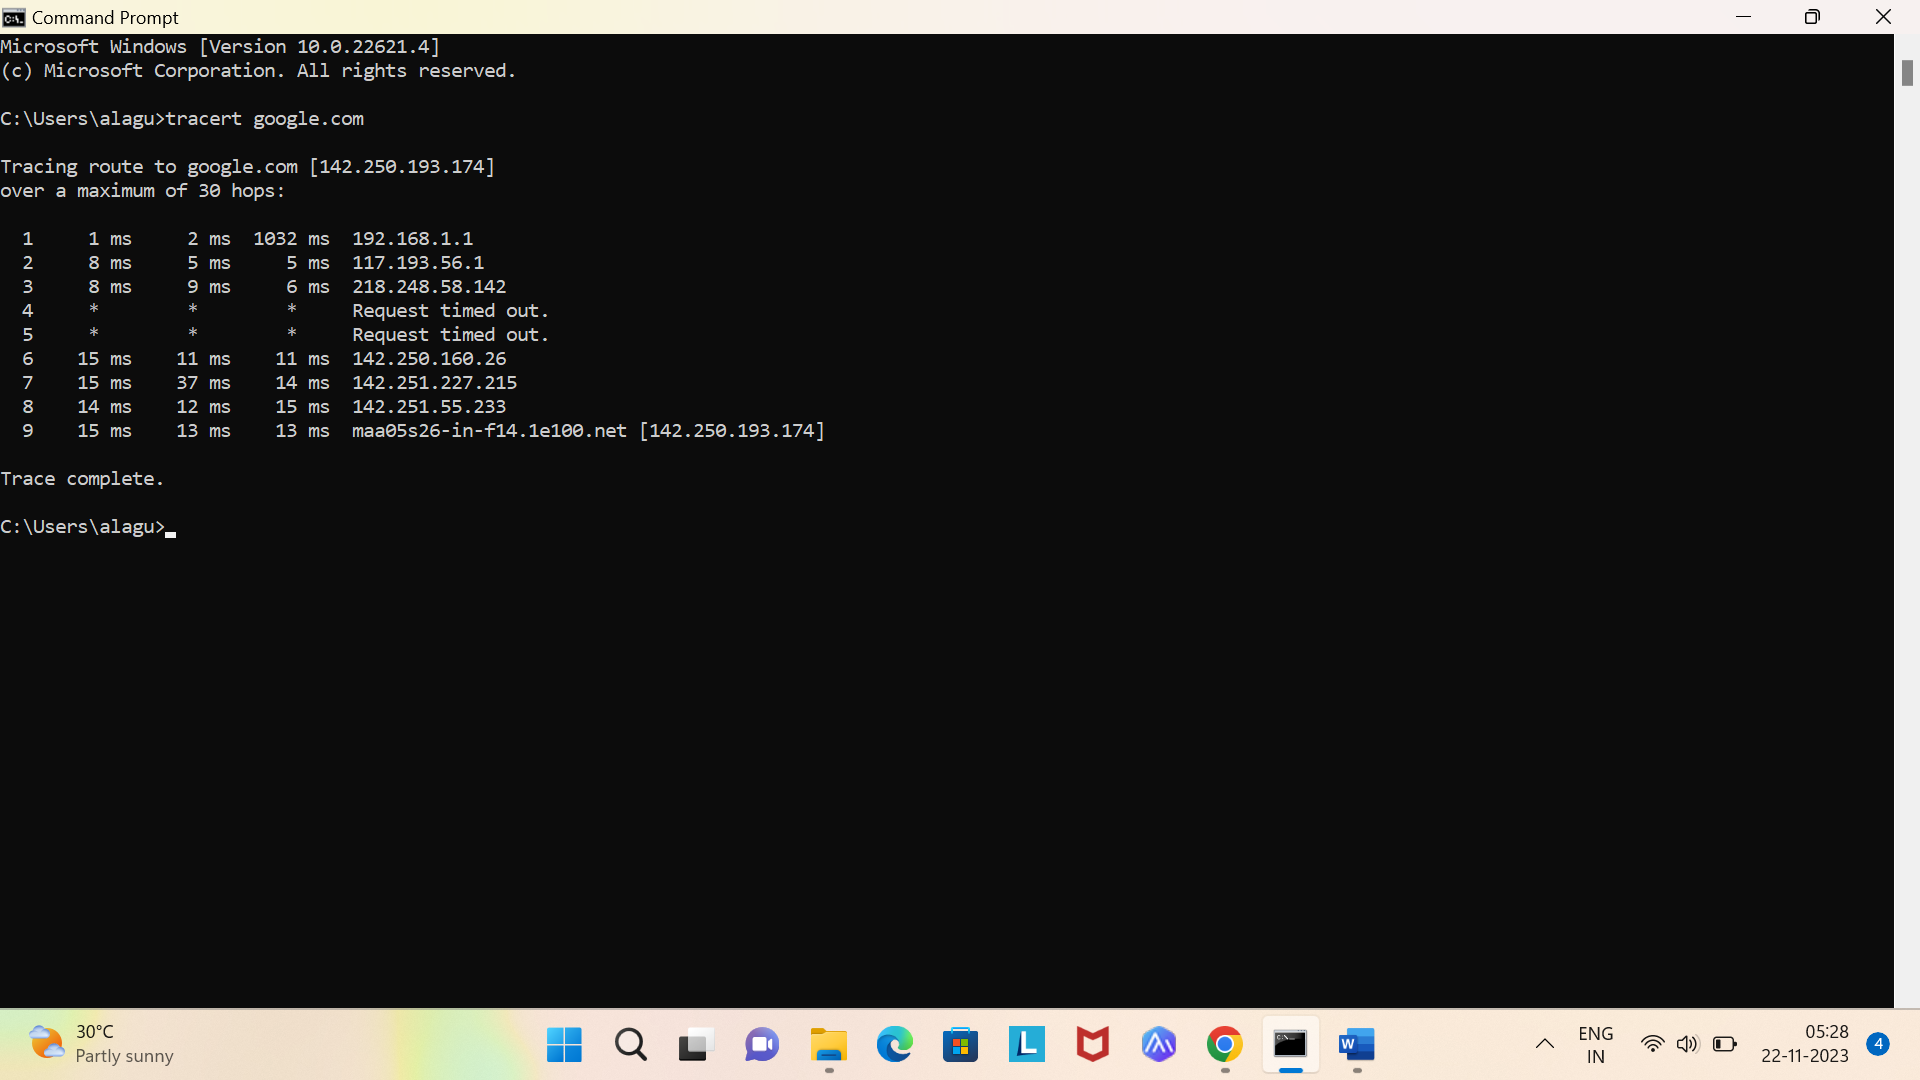 Command Prompt
Microsoft Windows [Version 10.0.22621.4]
(c) Microsoft Corporation. All rights reserved.
C:\Users\alagu>tracert google.com
Tracing route to google.com [142.250.193.174]
over a maximum of 30 hops:
1 1 ms 2 ms 1032 ms 192.168.1.1
2 8 ms 5 ms 5 ms 117.193.56.1
3 8 ms 9 ms 6 ms 218.248.58.142
4 * * * Request timed out.
5 * * * Request timed out.
6 15 ms 11 ms 11 ms 142.250.160.26
7 15 ms 37 ms 14 ms 142.251.227.215
8 14 ms 12 ms 15 ms 142.251.55.233
9 15 ms 13 ms 13 ms maa05s26-in-f14.1e100.net [142.250.193.174]
Trace complete.
C:\Users\alagu>
30°C
Partly sunny
L
W
ENG
IN
05:28
22-11-2023
4